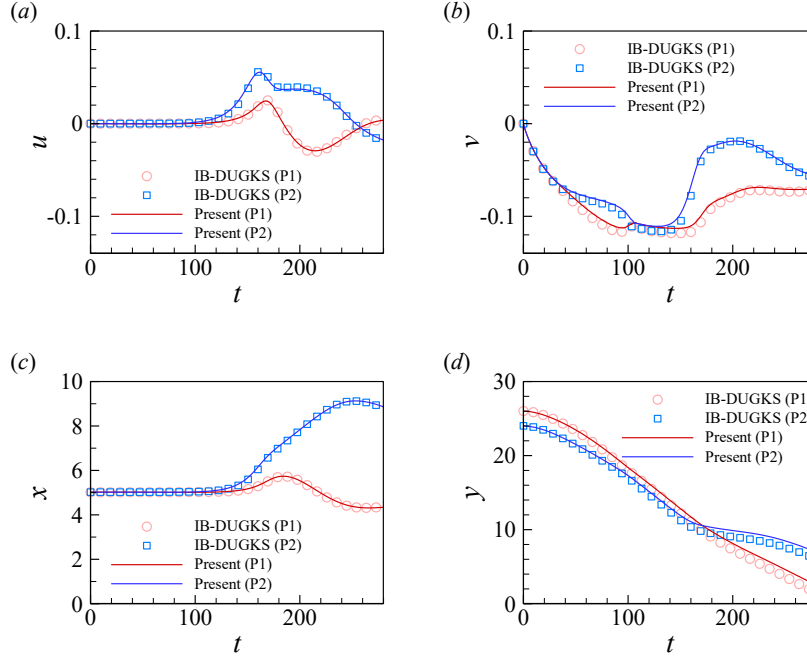 (a)
0.1
0
-0.1
u
0
100
200
t
IB-DUGKS (P1)
IB-DUGKS (P2)
Present (P1)
Present (P2)
(b)
0.1
0
-0.1
v
0
100
200
t
IB-DUGKS (P1)
IB-DUGKS (P2)
Present (P1)
Present (P2)
(c)
10
8
6
4
2
0
x
0
100
200
t
IB-DUGKS (P1)
IB-DUGKS (P2)
Present (P1)
Present (P2)
(d)
30
20
10
0
y
0
100
200
t
IB-DUGKS (P1
IB-DUGKS (P2
Present (P1)
Present (P2)